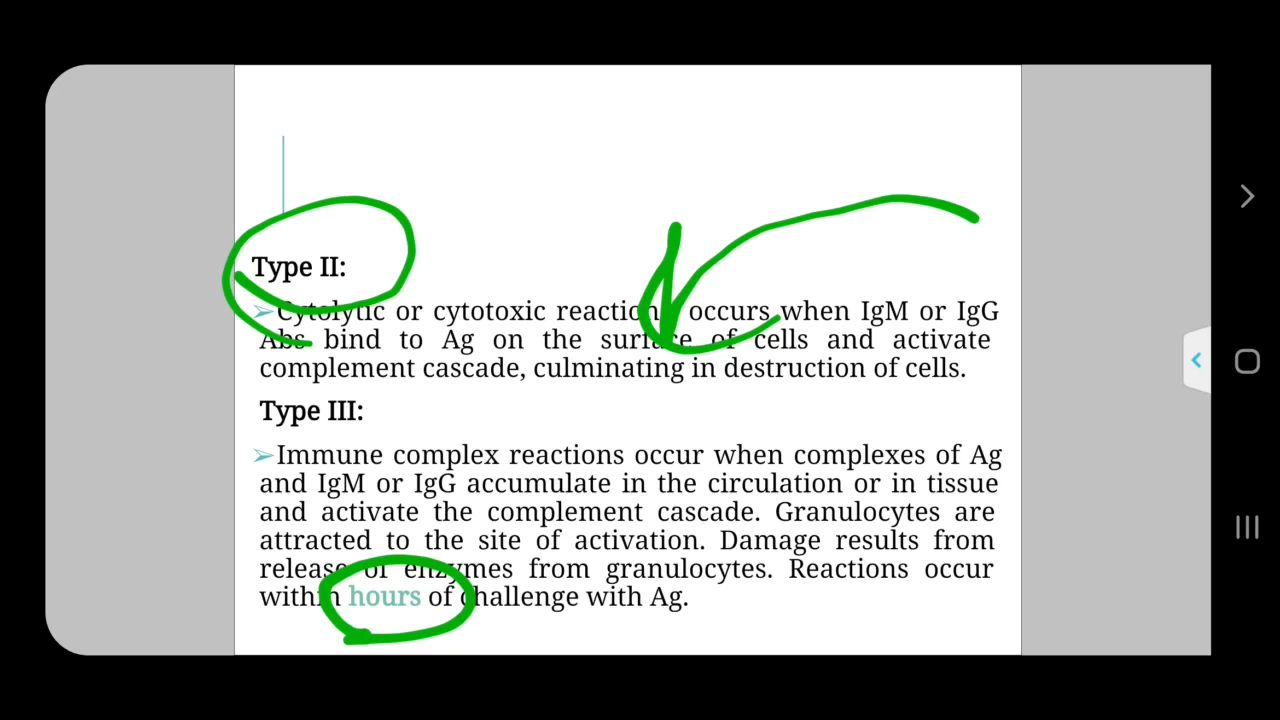 Type II:
➢Cytolytic or cytotoxic reactions occurs when IgM or IgG
Abs bind to Ag on the surface of cells and activate
complement cascade, culminating in destruction of cells.
Type III:
➢Immune complex reactions occur when complexes of Ag
and IgM or IgG accumulate in the circulation or in tissue
and activate the complement cascade. Granulocytes are
attracted to the site of activation. Damage results from
release of enzymes from granulocytes. Reactions occur
within hours of challenge with Ag.